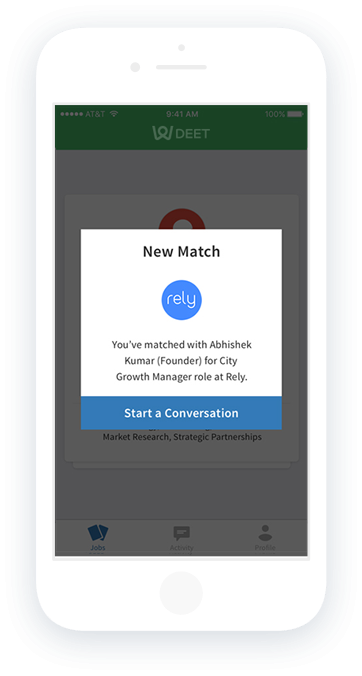 AT&T 9:41 AM 100%
DEET
New Match
rely
You've matched with Abhishek
Kumar (Founder) for City
Growth Manager role at Rely.
Start a Conversation
Market Research, Strategic Partnerships
Jobs Activity Profile